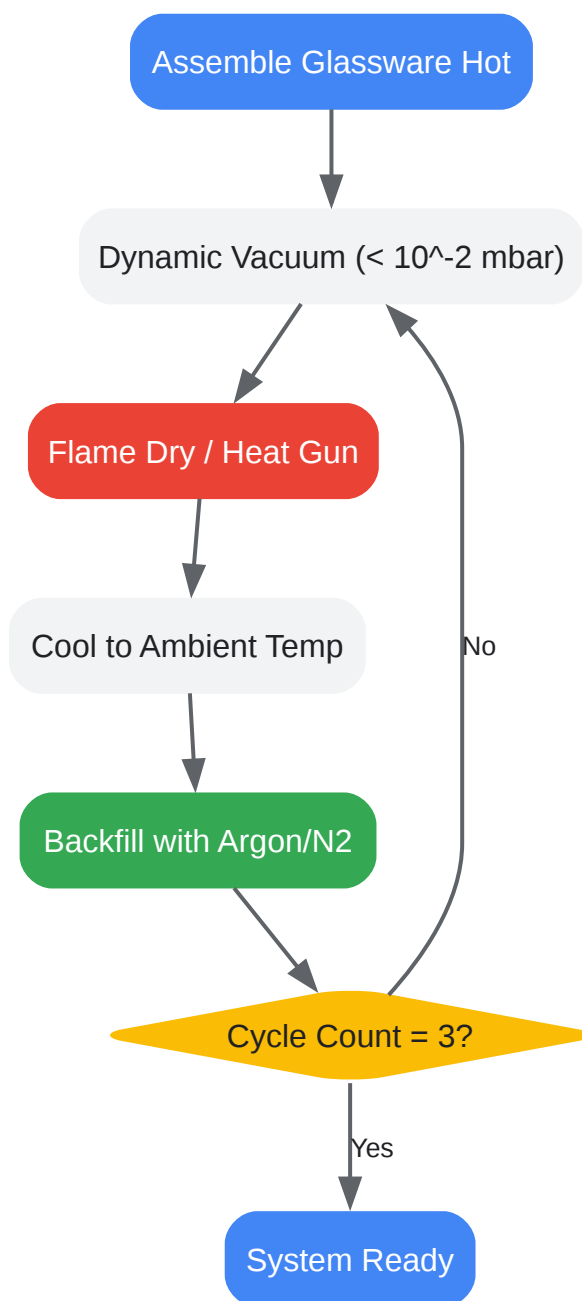 Assemble Glassware Hot
Dynamic Vacuum (< 10^-2 mbar)
Flame Dry / Heat Gun
Cool to Ambient Temp
No
Backfill with Argon/N2
Cycle Count = 3?
Yes
System Ready